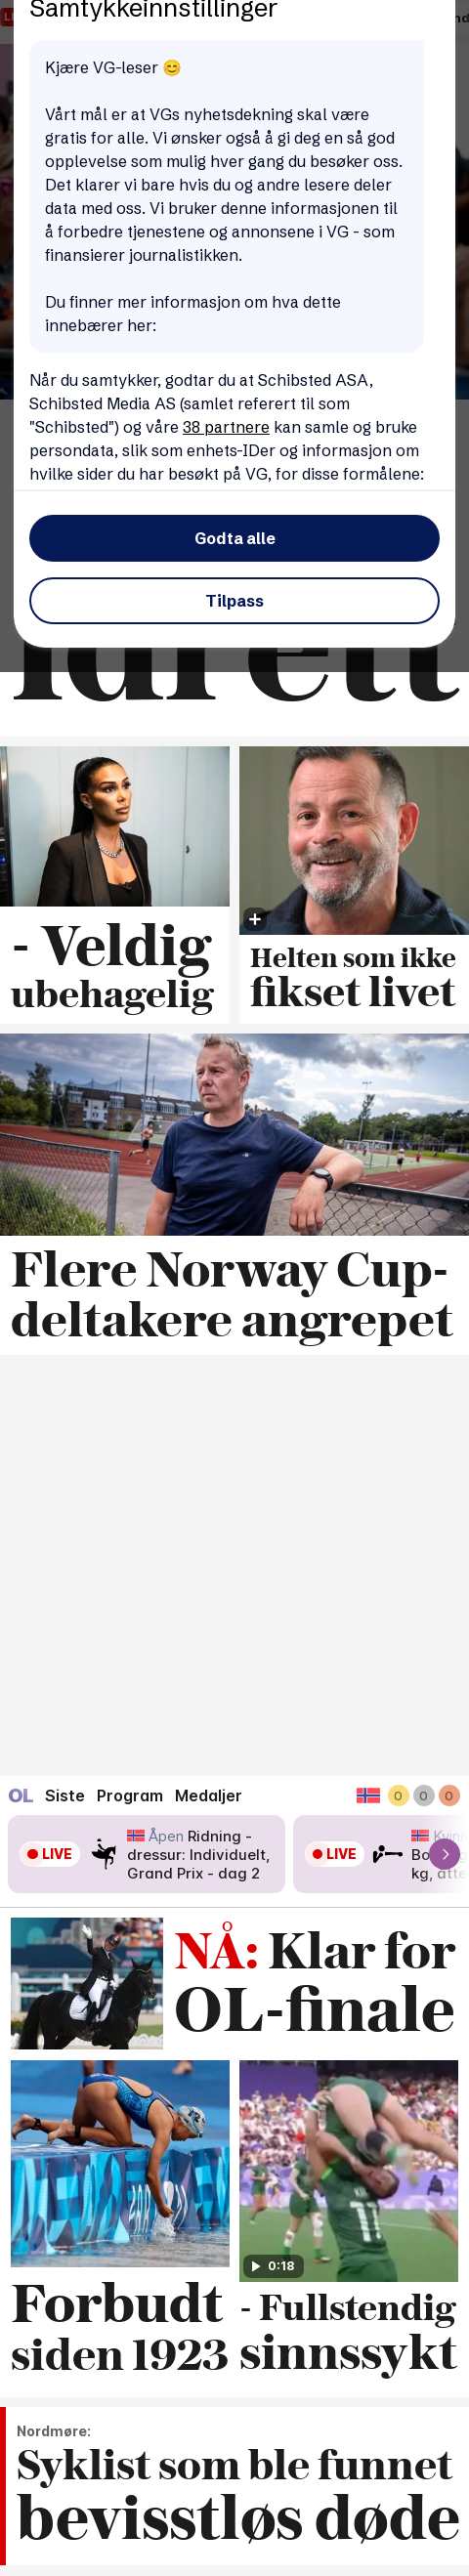 Samtykkeinnstillinger
Kjære VG-leser 😊
Vårt mål er at VGs nyhetsdekning skal være
gratis for alle. Vi ønsker også å gi deg en så god
opplevelse som mulig hver gang du besøker oss.
Det klarer vi bare hvis du og andre lesere deler
data med oss. Vi bruker denne informasjonen til
å forbedre tjenestene og annonsene i VG - som
finansierer journalistikken.
Du finner mer informasjon om hva dette
innebærer her:
Når du samtykker, godtar du at Schibsted ASA,
Schibsted Media AS (samlet referert til som
"Schibsted") og våre 38 partnere kan samle og bruke
persondata, slik som enhets-IDer og informasjon om
hvilke sider du har besøkt på VG, for disse formålene:
Godta alle
Tilpass
- Veldig
ubehagelig
Helten som ikke
fikset livet
Flere Norway Cup-
deltakere angrepet
OL Siste Program Medaljer 0 0 0
LIVE
Åpen Ridning -
dressur: Individuelt,
Grand Prix - dag 2
LIVE
NÅ: Klar for
OL-finale
0:18
Forbudt
siden 1923
- Fullstendig
sinnssykt
Nordmøre:
Syklist som ble funnet
bevisstløs døde